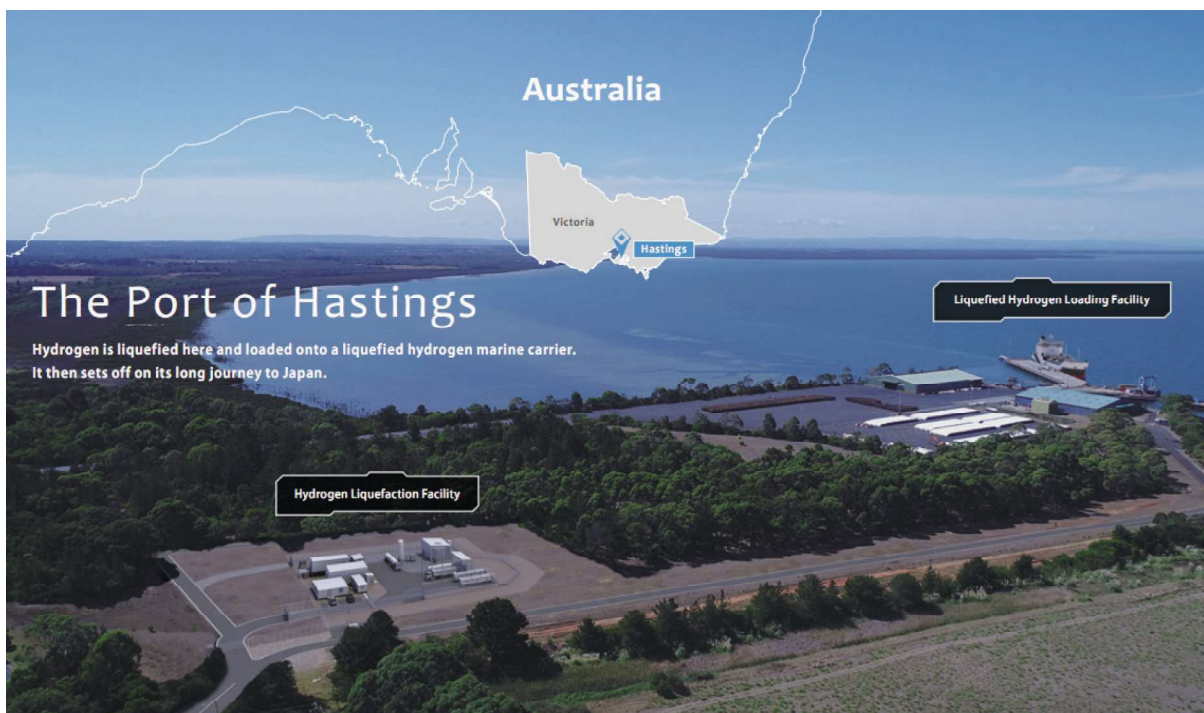 Australia
Victoria
Hastings
The Port of Hastings
Liquefied Hydrogen Loading Facility
Hydrogen is liquefied here and loaded onto a liquefied hydrogen marine carrier.
It then sets off on its long journey to Japan.
Hydrogen Liquefaction Facility